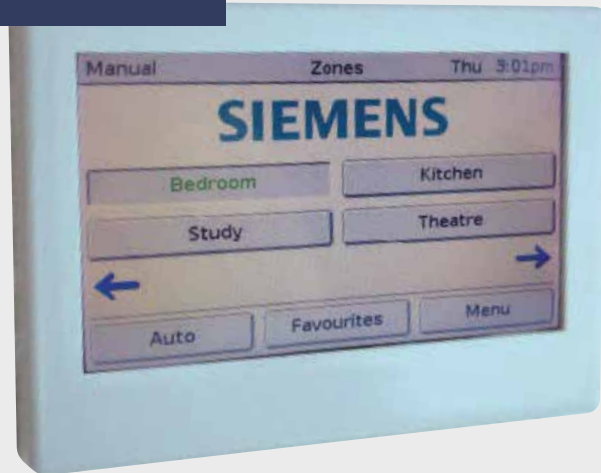 Manual Zones Thu 3:01pm
SIEMENS
Bedroom Kitchen
Study Theatre
Auto Favourites Menu